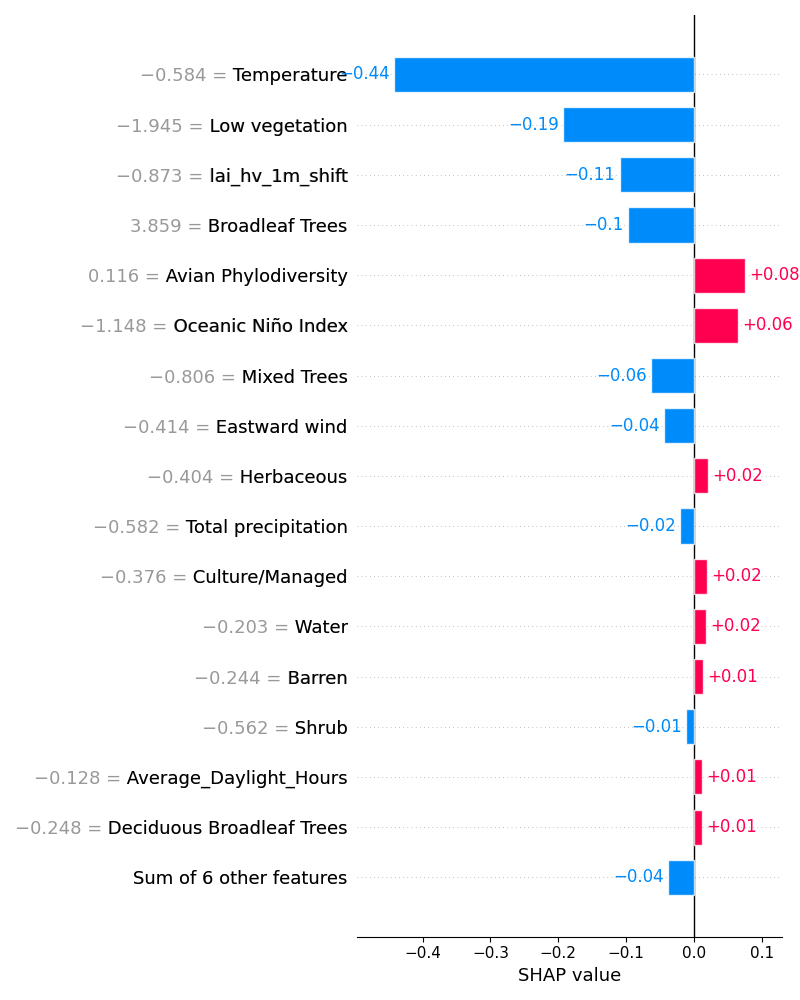 −0.584 = Temperature −0.44
−1.945 = Low vegetation −0.19
−0.873 = lai_hv_1m_shift −0.11
3.859 = Broadleaf Trees −0.1
0.116 = Avian Phylodiversity +0.08
−1.148 = Oceanic Niño Index +0.06
−0.806 = Mixed Trees −0.06
−0.414 = Eastward wind −0.04
−0.404 = Herbaceous +0.02
−0.582 = Total precipitation −0.02
−0.376 = Culture/Managed +0.02
−0.203 = Water +0.02
−0.244 = Barren +0.01
−0.562 = Shrub −0.01
−0.128 = Average_Daylight_Hours +0.01
−0.248 = Deciduous Broadleaf Trees +0.01
Sum of 6 other features −0.04
−0.4 −0.3 −0.2 −0.1 0.0 0.1
SHAP value